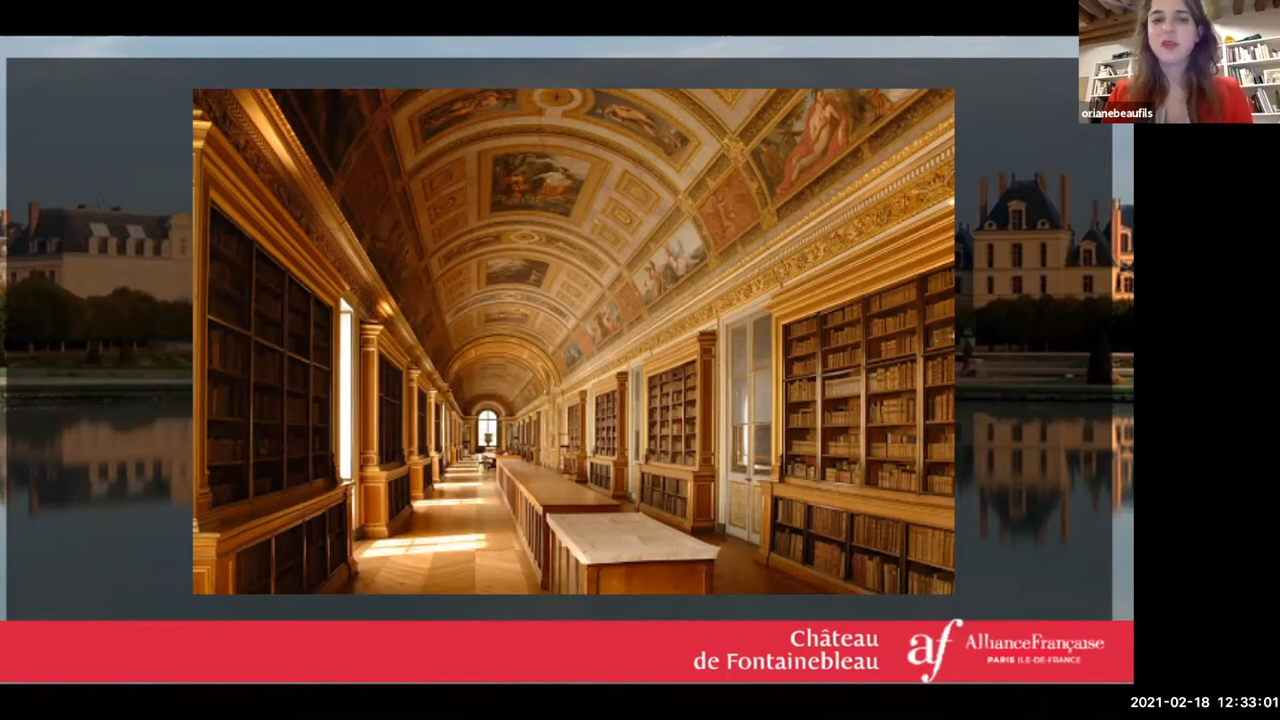 orianebeaufils
Château
de Fontainebleau
af AllianceFrançaise
PARIS ILE-DE-FRANCE
2021-02-18 12:33:01